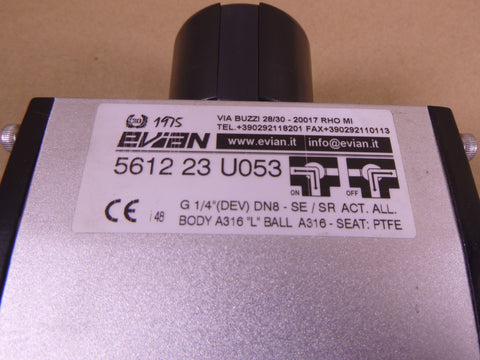 1975
VIA BUZZI 28/30 - 20017 RHO MI
TEL.+390292118201 FAX+390292110113
EVIAN
www.evian.it info@evian.it
5612 23 U053
ON OFF
CE i 48
G 1/4"(DEV) DN8 - SE / SR ACT. ALL.
BODY A316 "L" BALL A316 - SEAT: PTFE